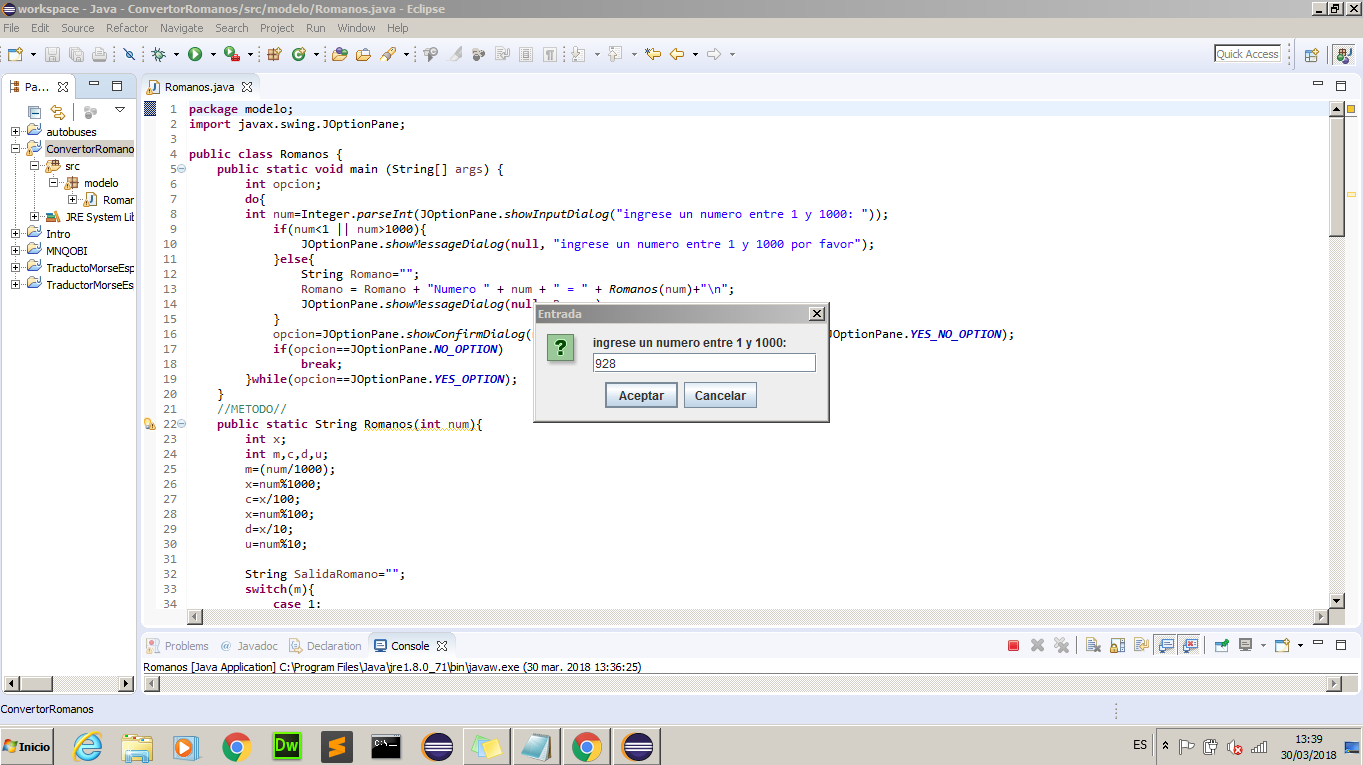 workspace - Java - ConvertorRomanos/src/modelo/Romanos.java - Eclipse
File Edit Source Refactor Navigate Search Project Run Window Help
Quick Access
Pa...
Romanos.java
autobuses
ConvertorRomano
src
modelo
Romar
JRE System Lit
Intro
MNQOBI
TraductoMorseEsp
TraductorMorseEs
1 package modelo;
2 import javax.swing.JOptionPane;
3
4 public class Romanos {
5 public static void main (String[] args) {
6 int opcion;
7 do{
8 int num=Integer.parseInt(JOptionPane.showInputDialog("ingrese un numero entre 1 y 1000: "));
9 if(num<1 || num>1000){
10 JOptionPane.showMessageDialog(null, "ingrese un numero entre 1 y 1000 por favor");
11 }else{
12 String Romano="";
13 Romano = Romano + "Numero " + num + " = " + Romanos(num)+"\n";
14 JOptionPane.showMessageDialog(nul
15 }
16 opcion=JOptionPane.showConfirmDialog( JOptionPane.YES_NO_OPTION);
17 if(opcion==JOptionPane.NO_OPTION)
18 break;
19 }while(opcion==JOptionPane.YES_OPTION);
20 }
21 //METODO//
22 public static String Romanos(int num){
23 int x;
24 int m,c,d,u;
25 m=(num/1000);
26 x=num%1000;
27 c=x/100;
28 x=num%100;
29 d=x/10;
30 u=num%10;
31
32 String SalidaRomano="";
33 switch(m){
34 case 1:
Entrada
ingrese un numero entre 1 y 1000:
928
Aceptar Cancelar
Problems @ Javadoc Declaration Console
Romanos [Java Application] C:\Program Files\Java\jre1.8.0_71\bin\javaw.exe (30 mar. 2018 13:36:25)
ConvertorRomanos
Inicio
Dw
C:\
ES
13:39
30/03/2018